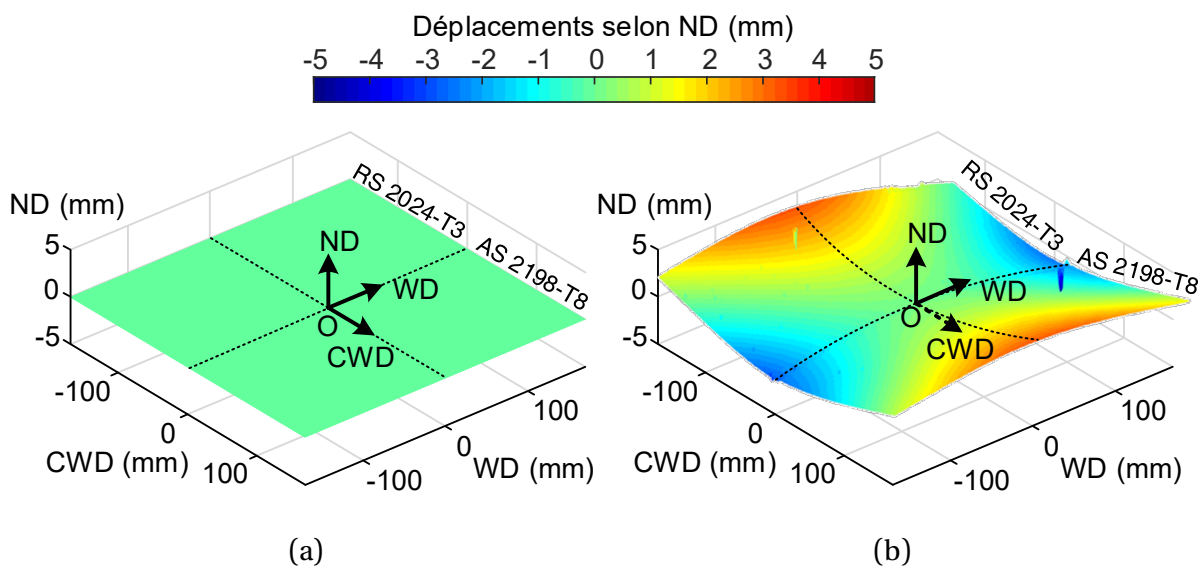 Déplacements selon ND (mm)
-5 -4 -3 -2 -1 0 1 2 3 4 5
RS 2024-T3
AS 2198-T8
ND (mm)
5
0
-5
ND
WD
O
CWD
-100
0
100
CWD (mm)
100
0
-100
WD (mm)
(a)
RS 2024-T3
AS 2198-T8
ND (mm)
5
0
-5
ND
WD
O
CWD
-100
0
100
CWD (mm)
100
0
-100
WD (mm)
(b)